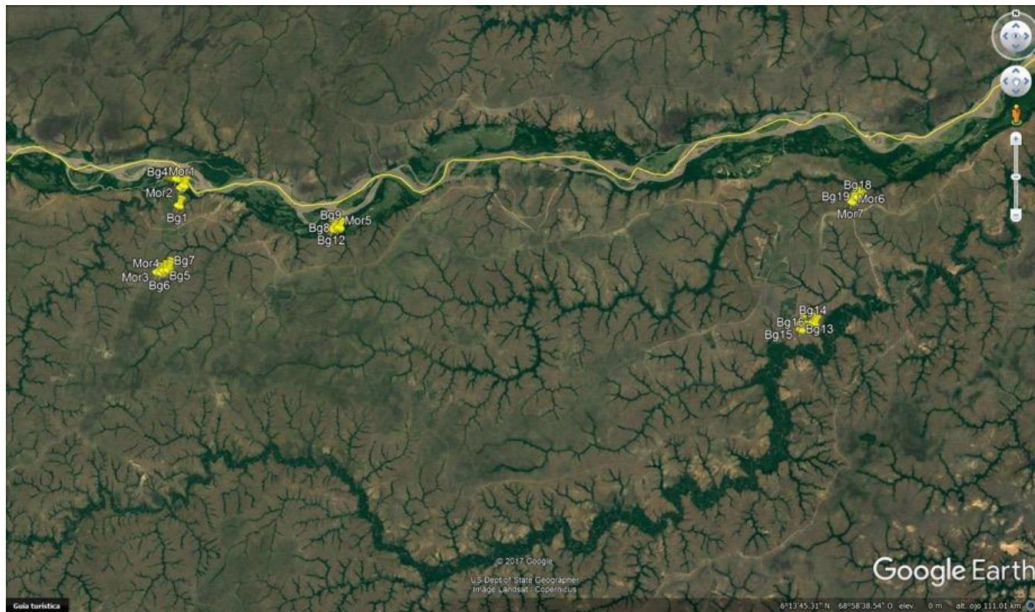 N
Bg4Mor1
Mor2
Bg1
Bg18
Bg19
Mor6
Mor7
Bg9
Mor5
Bg8
Bg12
Bg7
Mor4
Mor3
Bg5
Bg6
Bg14
Bg13
Bg15
© 2017 Google
US Dept of State Geographer
Image Landsat - Copernicus
Google Earth
Guía turística
6°13'45.31" N 68°58'38.54" O elev. 0 m alt. ojo 111.01 km